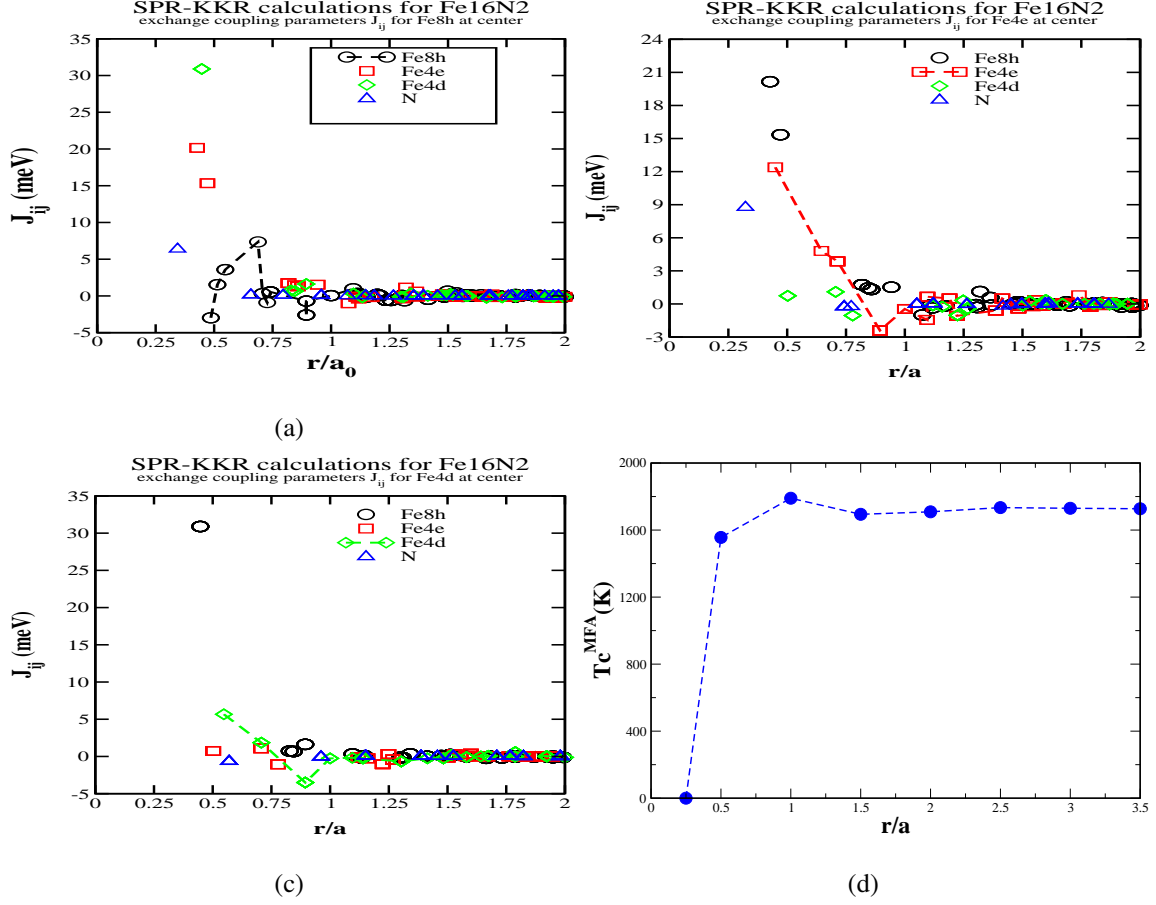 SPR-KKR calculations for Fe16N2
exchange coupling parameters J_ij for Fe8h at center
35
30
25
20
15
10
5
0
-5
J_ij (meV)
Fe8h
Fe4e
Fe4d
N
0 0.25 0.5 0.75 1 1.25 1.5 1.75 2
r/a_0
(a)
SPR-KKR calculations for Fe16N2
exchange coupling parameters J_ij for Fe4e at center
24
21
18
15
12
9
6
3
0
-3
J_ij (meV)
Fe8h
Fe4e
Fe4d
N
0 0.25 0.5 0.75 1 1.25 1.5 1.75 2
r/a
SPR-KKR calculations for Fe16N2
exchange coupling parameters J_ij for Fe4d at center
35
30
25
20
15
10
5
0
-5
J_ij (meV)
Fe8h
Fe4e
Fe4d
N
0 0.25 0.5 0.75 1 1.25 1.5 1.75 2
r/a
(c)
2000
1600
1200
800
400
0
Tc^MFA(K)
0 0.5 1 1.5 2 2.5 3 3.5
r/a
(d)